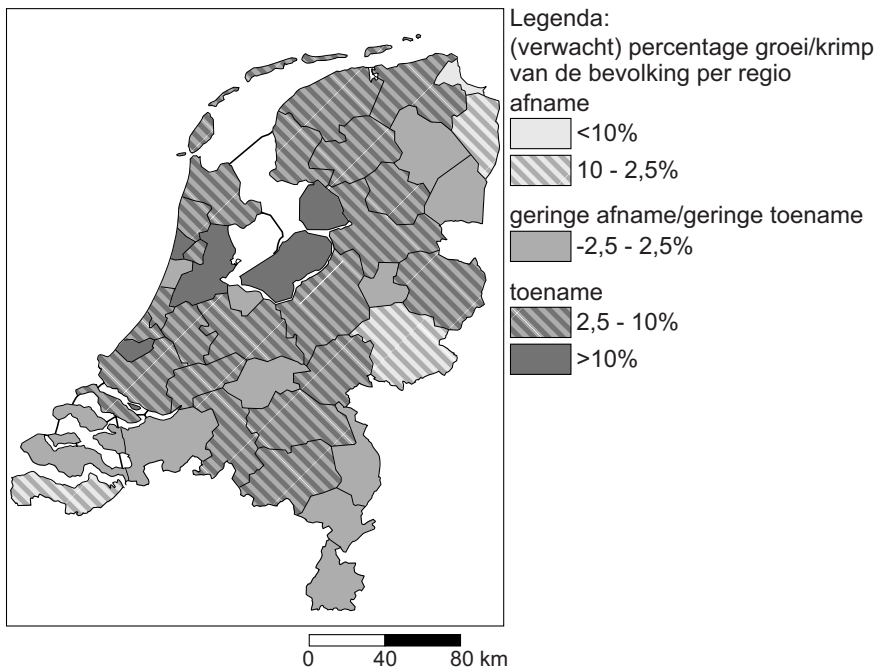 Legenda:
(verwacht) percentage groei/krimp
van de bevolking per regio
afname
<10%
10 - 2,5%
geringe afname/geringe toename
-2,5 - 2,5%
toename
2,5 - 10%
>10%
0 40 80 km